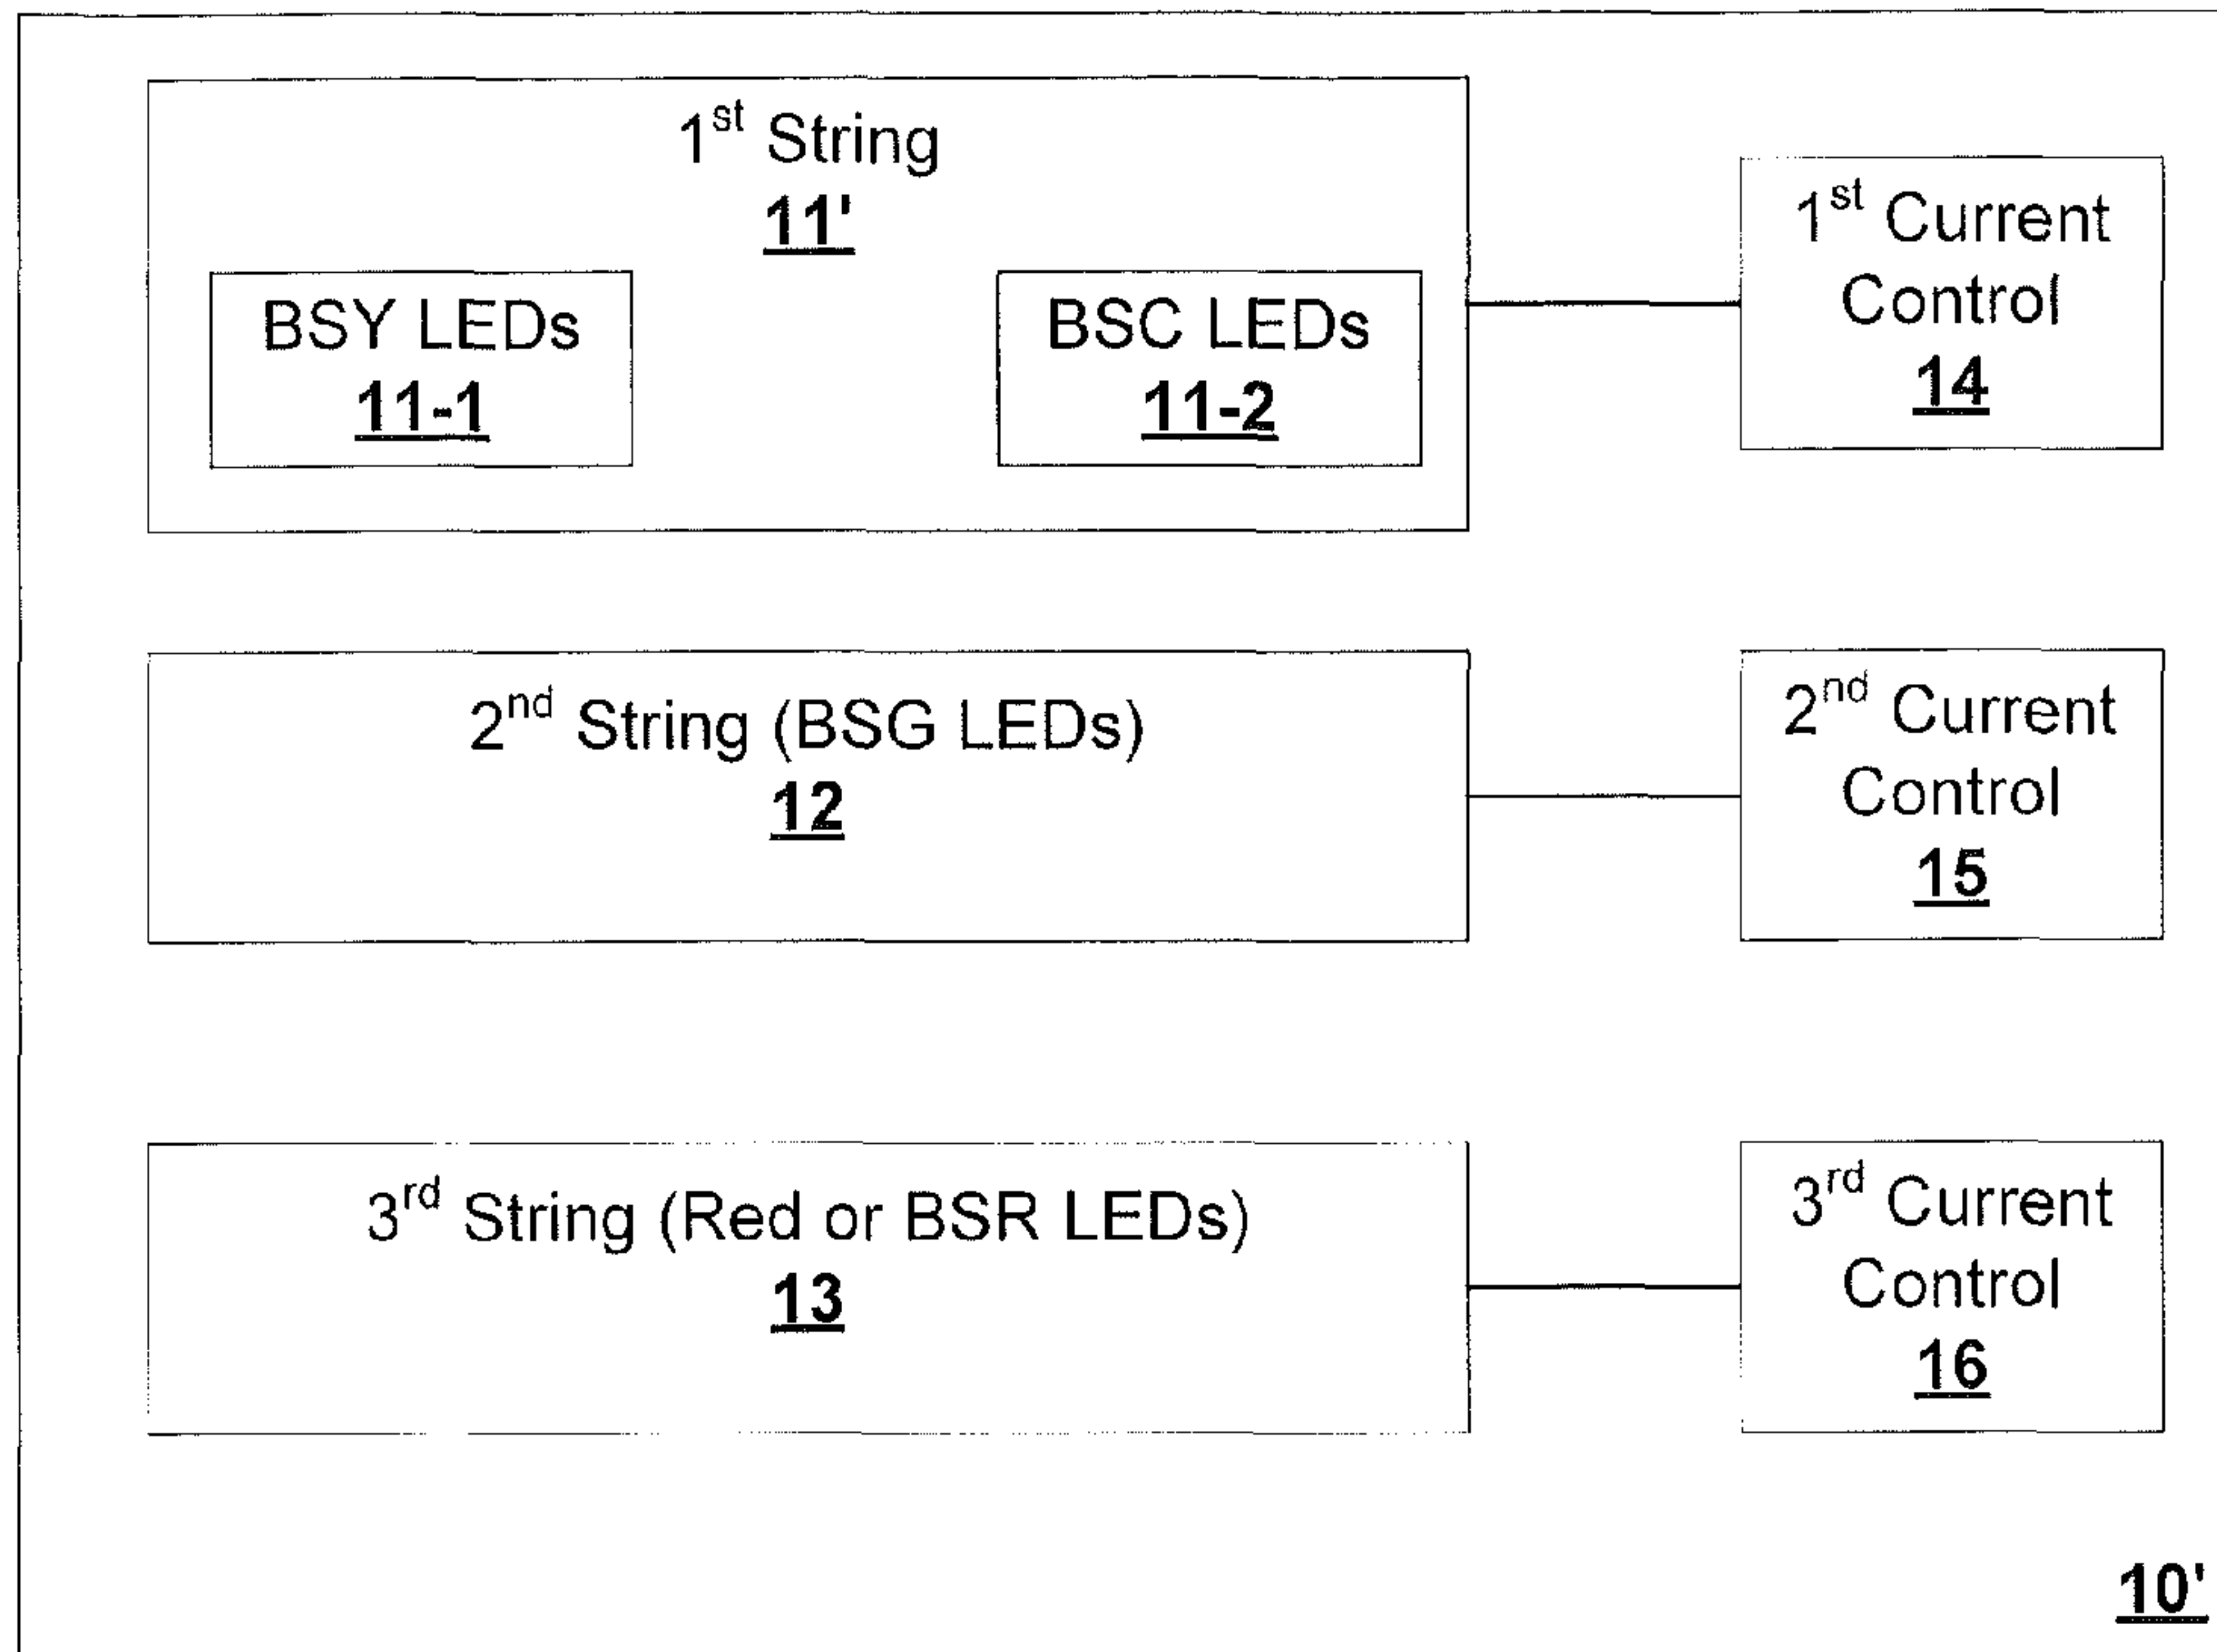 1st String
11'
BSY LEDs
11-1
BSC LEDs
11-2
1st Current
Control
14
2nd String (BSG LEDs)
12
2nd Current
Control
15
3rd String (Red or BSR LEDs)
13
3rd Current
Control
16
10'